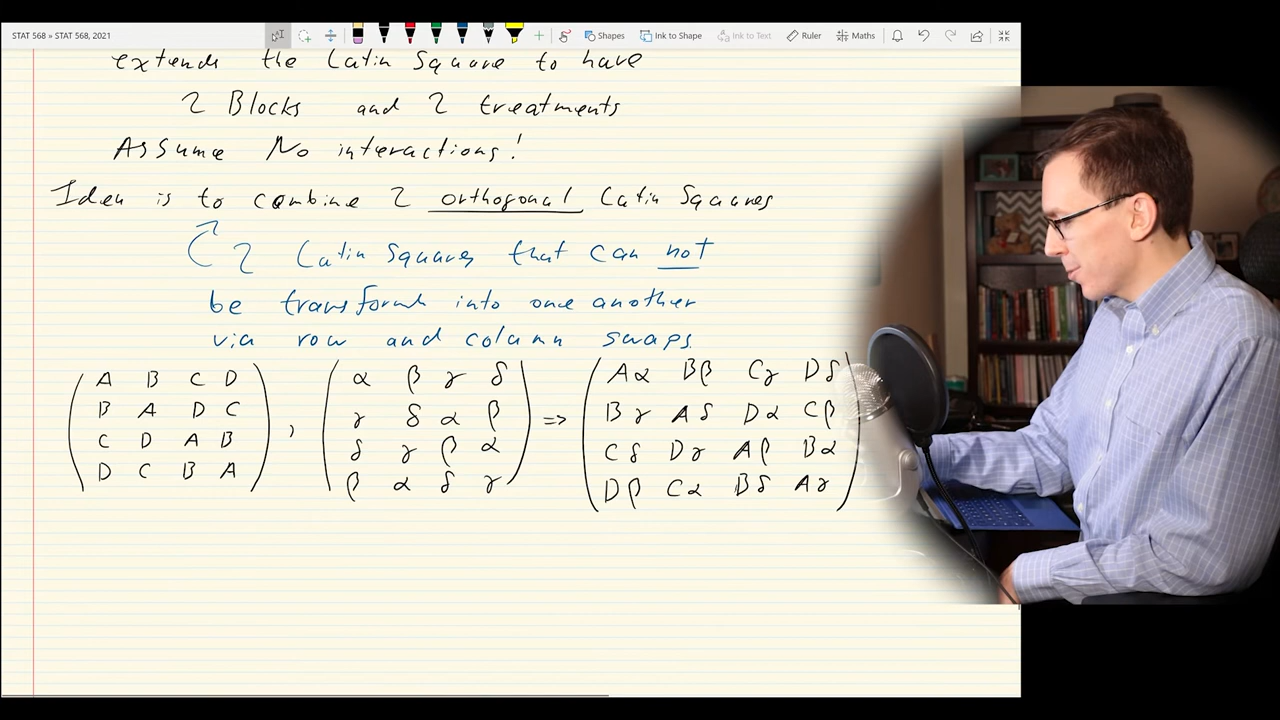 STAT 568 » STAT 568, 2021
Shapes Ink to Shape Ink to Text Ruler Maths
extends the Latin Square to have
2 Blocks and 2 treatments
Assume No interactions!
Idea is to combine 2 orthogonal Latin Squares
2 Latin Squares that can not
be transform into one another
via row and column swaps.
A B C D
B A D C
C D A B
D C B A
,
α β γ δ
γ δ α β
δ γ β α
β α δ γ
=>
Aα Bβ Cγ Dδ
Bγ Aδ Dα Cβ
Cδ Dγ Aβ Bα
Dβ Cα Bδ Aγ